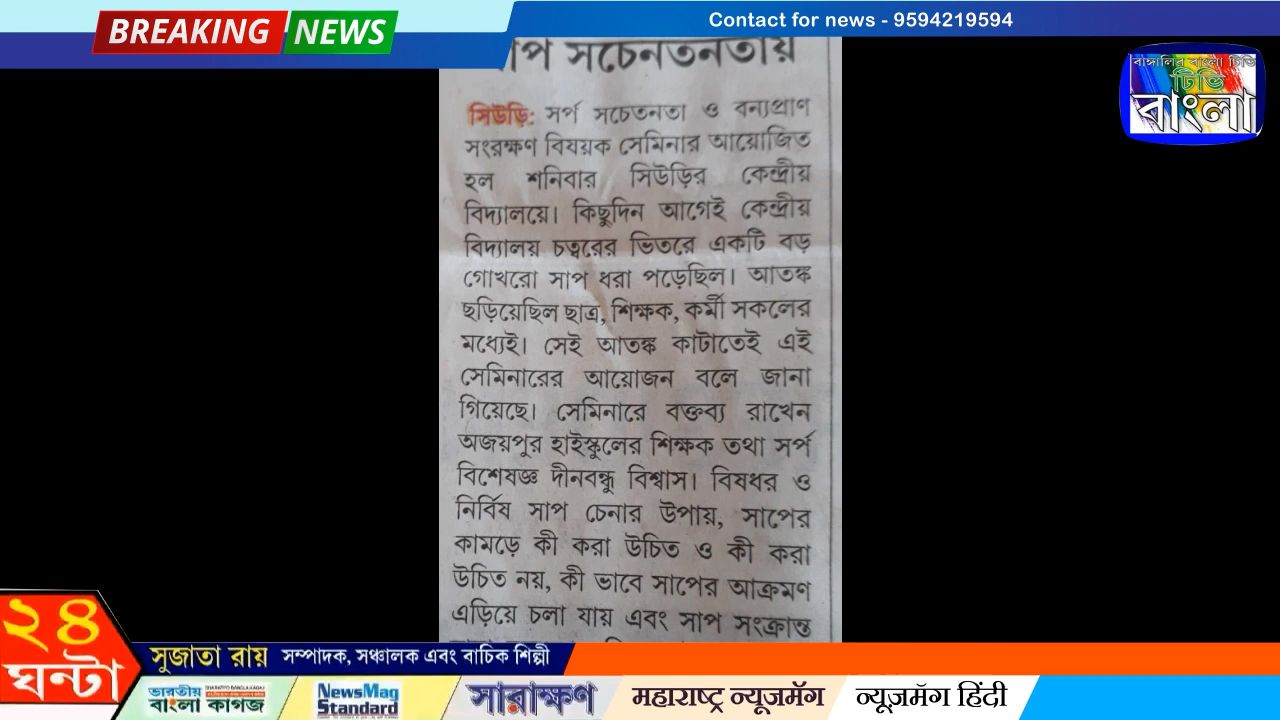 BREAKING NEWS
Contact for news - 9594219594
বাঙ্গালির বাংলা টিভি
টিভি
বাংলা
সাপ সচেনতনতায়
সিউড়ি: সর্প সচেতনতা ও বন্যপ্রাণ
সংরক্ষণ বিষয়ক সেমিনার আয়োজিত
হল শনিবার সিউড়ির কেন্দ্রীয়
বিদ্যালয়ে। কিছুদিন আগেই কেন্দ্রীয়
বিদ্যালয় চত্বরের ভিতরে একটি বড়
গোখরো সাপ ধরা পড়েছিল। আতঙ্ক
ছড়িয়েছিল ছাত্র, শিক্ষক, কর্মী সকলের
মধ্যেই। সেই আতঙ্ক কাটাতেই এই
সেমিনারের আয়োজন বলে জানা
গিয়েছে। সেমিনারে বক্তব্য রাখেন
অজয়পুর হাইস্কুলের শিক্ষক তথা সর্প
বিশেষজ্ঞ দীনবন্ধু বিশ্বাস। বিষধর ও
নির্বিষ সাপ চেনার উপায়, সাপের
কামড়ে কী করা উচিত ও কী করা
উচিত নয়, কী ভাবে সাপের আক্রমণ
এড়িয়ে চলা যায় এবং সাপ সংক্রান্ত
২৪
ঘন্টা
সুজাতা রায় সম্পাদক, সঞ্চালক এবং বাচিক শিল্পী
ভারতীয়
বাংলা কাগজ
NewsMag
Standard
সারাক্ষণ
महाराष्ट्र न्यूजमॅग
न्यूज़मॅग हिंदी